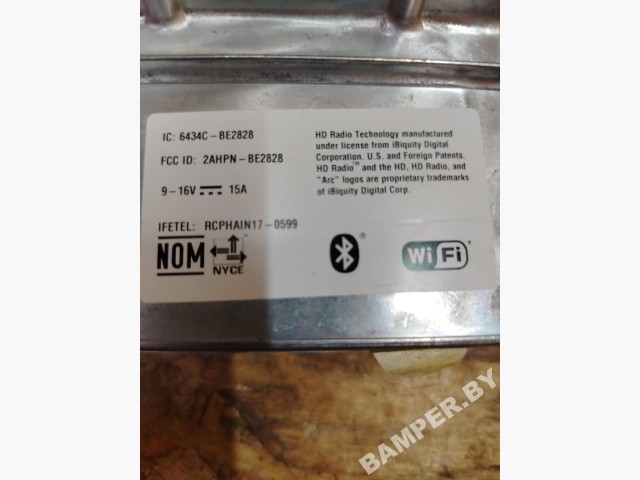 IC: 6434C-BE2828
FCC ID: 2AHPN-BE2828
9-16V 15A
IFETEL: RCPHAIN17-0599
NOM
NYCE
HD Radio Technology manufactured
under license from iBiquity Digital
Corporation. U.S. and Foreign Patents.
HD Radio™ and the HD, HD Radio, and
"Arc" logos are proprietary trademarks
of iBiquity Digital Corp.
®
WiFi
BAMPER.BY